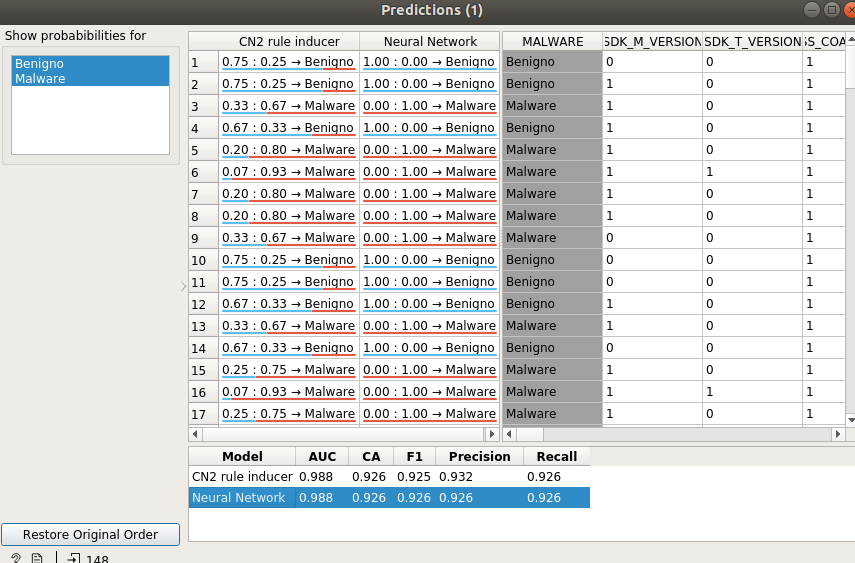 Predictions (1)
Show probabilities for
Benigno
Malware
CN2 rule inducer Neural Network MALWARE SDK_M_VERSION SDK_T_VERSION
1 0.75 : 0.25 → Benigno 1.00 : 0.00 → Benigno Benigno 0 0 1
2 0.75 : 0.25 → Benigno 1.00 : 0.00 → Benigno Benigno 1 0 1
3 0.33 : 0.67 → Malware 0.00 : 1.00 → Malware Malware 1 0 1
4 0.67 : 0.33 → Benigno 1.00 : 0.00 → Benigno Benigno 1 0 1
5 0.20 : 0.80 → Malware 0.00 : 1.00 → Malware Malware 1 0 1
6 0.07 : 0.93 → Malware 0.00 : 1.00 → Malware Malware 1 1 1
7 0.20 : 0.80 → Malware 0.00 : 1.00 → Malware Malware 1 0 1
8 0.20 : 0.80 → Malware 0.00 : 1.00 → Malware Malware 1 0 1
9 0.33 : 0.67 → Malware 0.00 : 1.00 → Malware Malware 0 0 1
10 0.75 : 0.25 → Benigno 1.00 : 0.00 → Benigno Benigno 0 0 1
11 0.75 : 0.25 → Benigno 1.00 : 0.00 → Benigno Benigno 0 0 1
12 0.67 : 0.33 → Benigno 1.00 : 0.00 → Benigno Benigno 1 0 1
13 0.33 : 0.67 → Malware 0.00 : 1.00 → Malware Malware 1 0 1
14 0.67 : 0.33 → Benigno 1.00 : 0.00 → Benigno Benigno 0 0 1
15 0.25 : 0.75 → Malware 0.00 : 1.00 → Malware Malware 1 0 1
16 0.07 : 0.93 → Malware 0.00 : 1.00 → Malware Malware 1 1 1
17 0.25 : 0.75 → Malware 0.00 : 1.00 → Malware Malware 1 0 1
Model AUC CA F1 Precision Recall
CN2 rule inducer 0.988 0.926 0.925 0.932 0.926
Neural Network 0.988 0.926 0.926 0.926 0.926
Restore Original Order
148